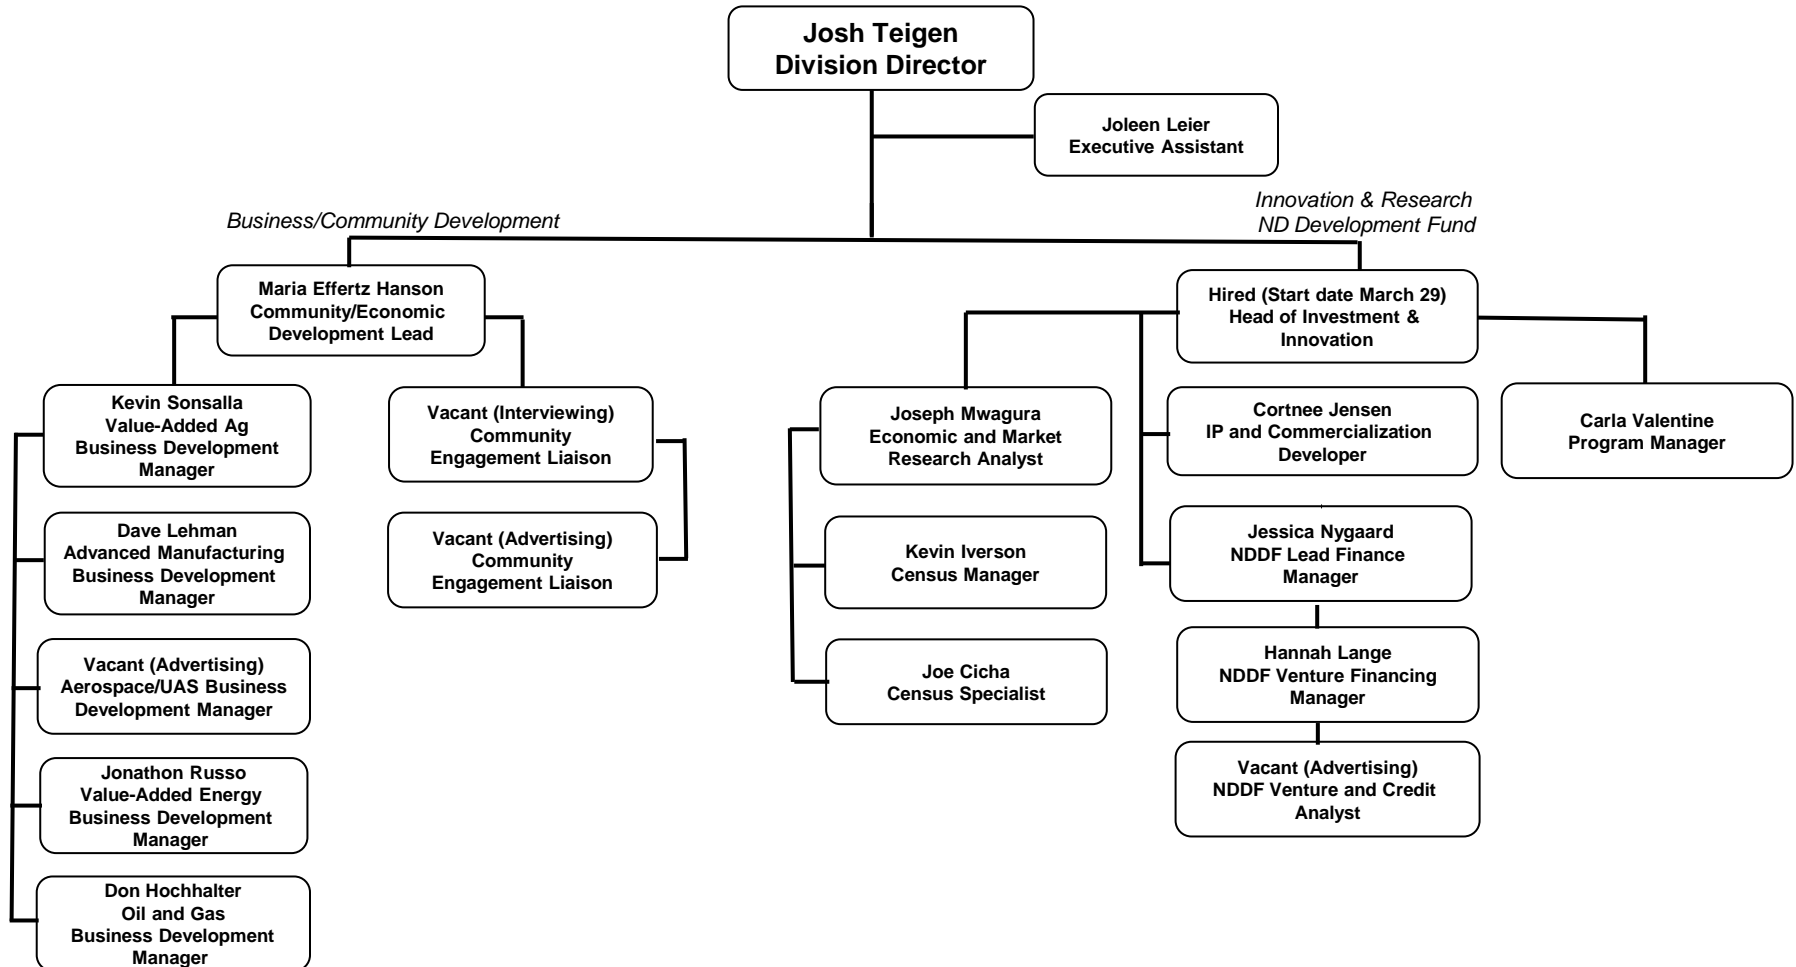 Josh Teigen
Division Director
Joleen Leier
Executive Assistant
Business/Community Development
Innovation & Research
ND Development Fund
Maria Effertz Hanson
Community/Economic
Development Lead
Hired (Start date March 29)
Head of Investment &
Innovation
Kevin Sonsalla
Value-Added Ag
Business Development
Manager
Vacant (Interviewing)
Community
Engagement Liaison
Joseph Mwagura
Economic and Market
Research Analyst
Cortnee Jensen
IP and Commercialization
Developer
Carla Valentine
Program Manager
Dave Lehman
Advanced Manufacturing
Business Development
Manager
Vacant (Advertising)
Community
Engagement Liaison
Kevin Iverson
Census Manager
Jessica Nygaard
NDDF Lead Finance
Manager
Vacant (Advertising)
Aerospace/UAS Business
Development Manager
Joe Cicha
Census Specialist
Hannah Lange
NDDF Venture Financing
Manager
Jonathon Russo
Value-Added Energy
Business Development
Manager
Vacant (Advertising)
NDDF Venture and Credit
Analyst
Don Hochhalter
Oil and Gas
Business Development
Manager